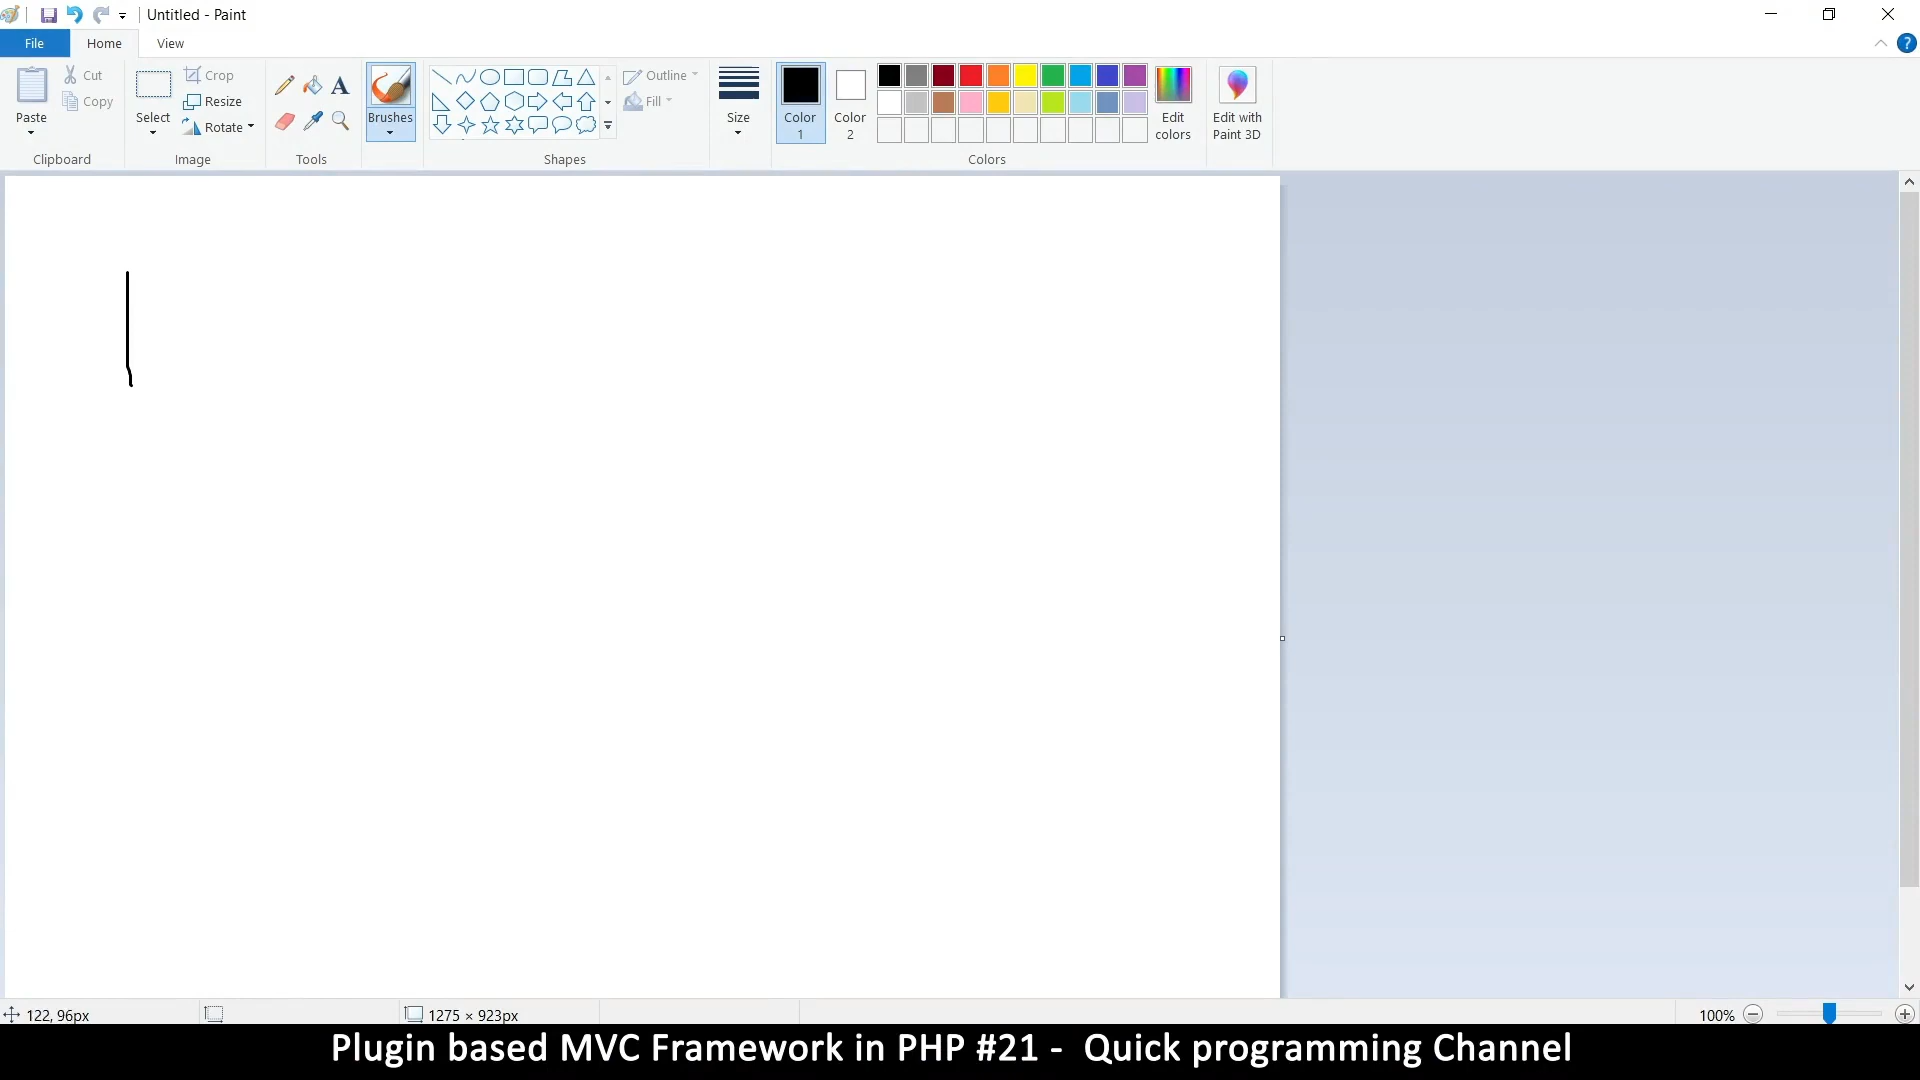 Untitled - Paint
File Home View
Paste
Cut
Copy
Clipboard
Select
Crop
Resize
Rotate
Image
A
Tools
Brushes
Shapes
Outline
Fill
Size
Color 1
Color 2
Colors
Edit colors
Edit with Paint 3D
?
122, 96px
1275 × 923px
100%
Plugin based MVC Framework in PHP #21 - Quick programming Channel